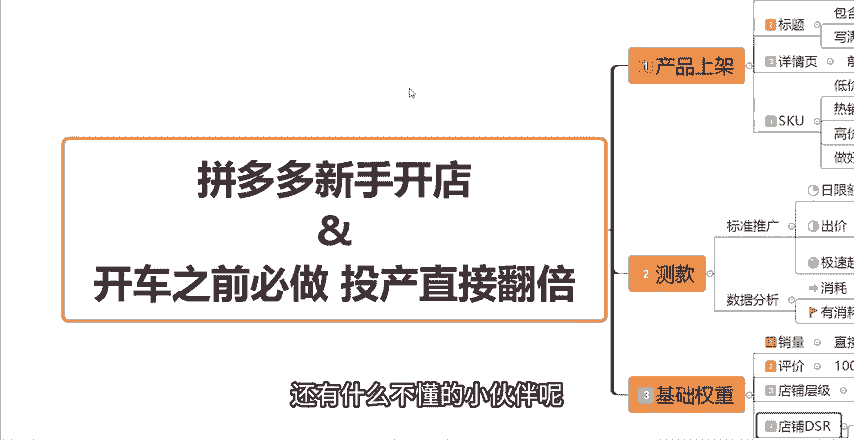 拼多多新手开店
&
开车之前必做 投产直接翻倍
1 产品上架
2 标题
写满
3 详情页
SKU
低价
热销
高价
做好
2 测款
标准推广
日限额
出价
极速起
数据分析
消耗
有消耗
3 基础权重
销量
直接
2 评价
100
3 店铺层级
店铺DSR
还有什么不懂的小伙伴呢